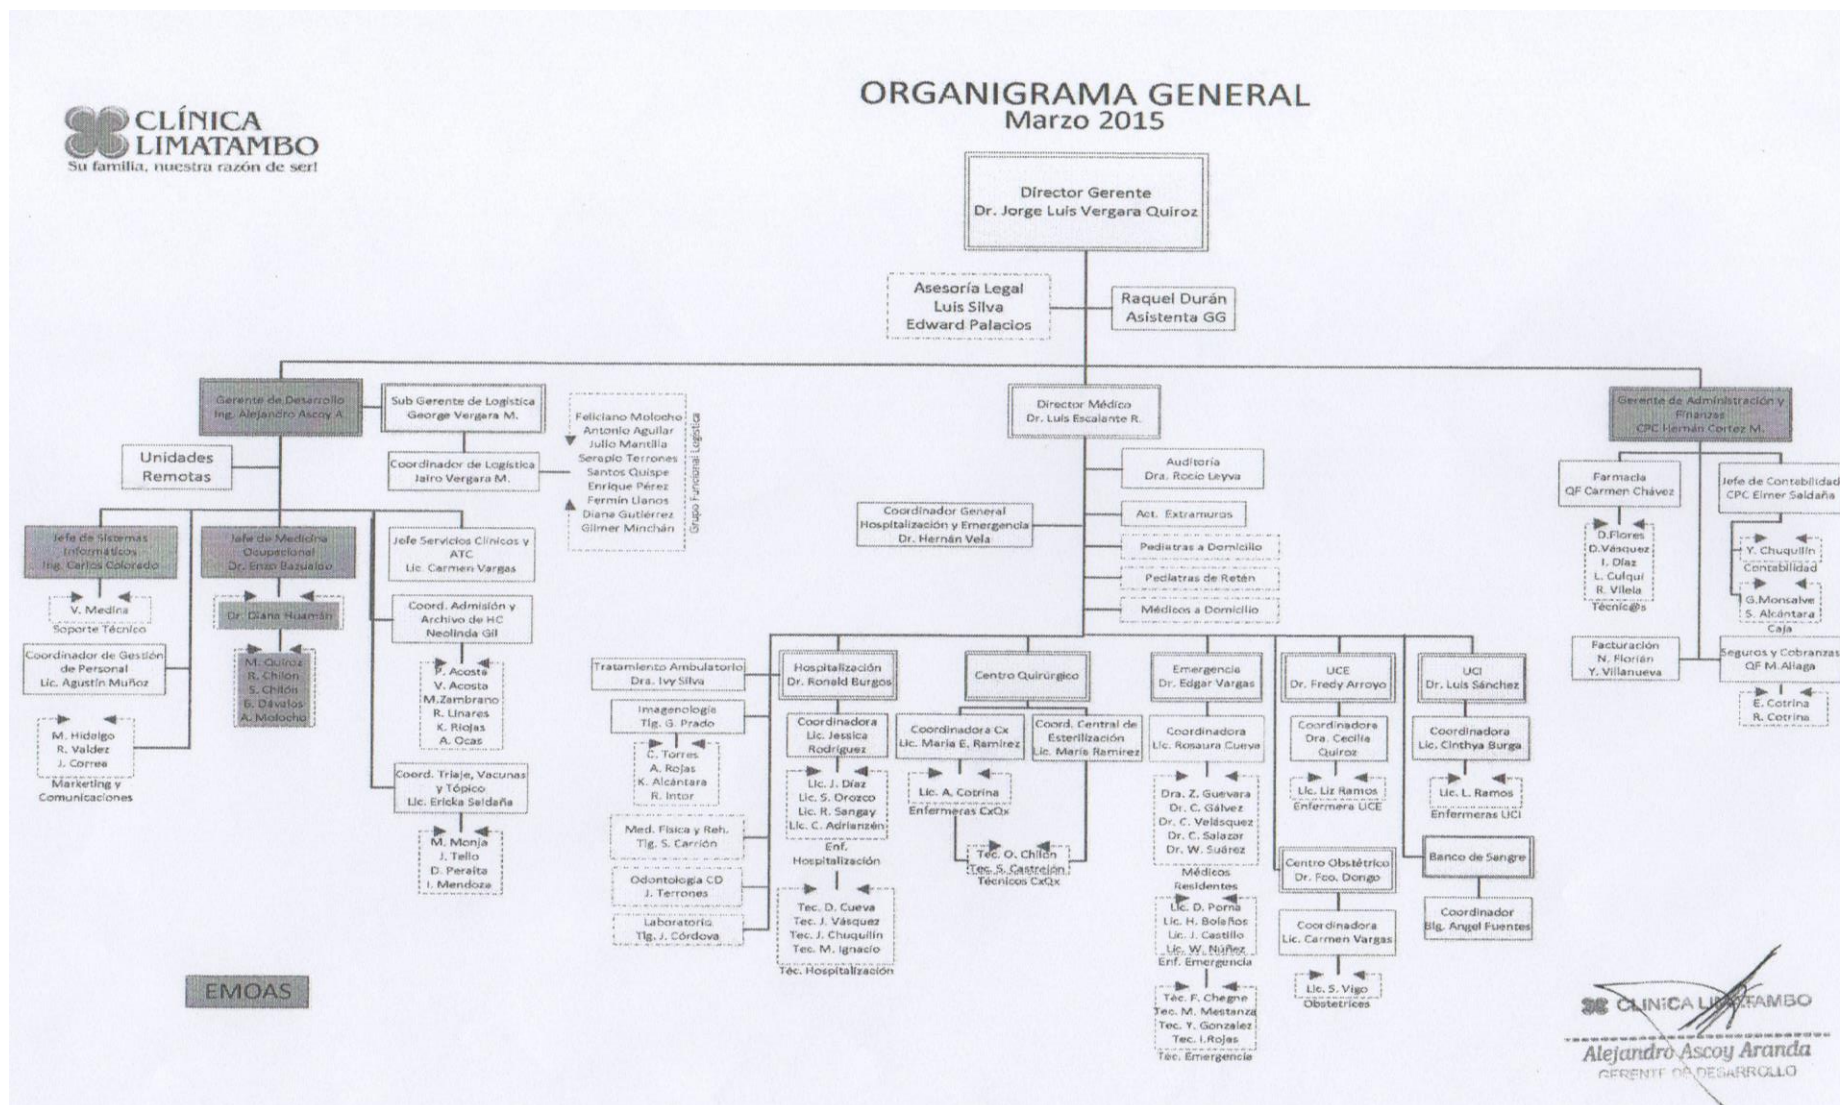 CLÍNICA
LIMATAMBO
Su familia, nuestra razón de ser!
ORGANIGRAMA GENERAL
Marzo 2015
Director Gerente
Dr. Jorge Luis Vergara Quiroz
Asesoría Legal
Luis Silva
Edward Palacios
Raquel Durán
Asistenta GG
Gerente de Desarrollo
Ing. Alejandro Ascoy A.
Sub Gerente de Logística
George Vergara M.
Coordinador de Logística
Jairo Vergara M.
Feliciano Molocho
Antonio Aguilar
Julio Mantilla
Serapio Terrones
Santos Quispe
Enrique Pérez
Fermín Llanos
Diana Gutiérrez
Gilmer Minchán
Grupo Funcional Logística
Unidades
Remotas
Jefe de Sistemas
Informáticos
Ing. Carlos Colorado
V. Medina
Soporte Técnico
Coordinador de Gestión
de Personal
Lic. Agustín Muñoz
M. Hidalgo
R. Valdez
J. Correa
Marketing y
Comunicaciones
Jefe de Medicina
Ocupacional
Dr. Enzo Bazualdo
Dr. Diana Huamán
M. Quiroz
R. Chilón
S. Chilón
G. Dávalos
A. Molocho
Jefe Servicios Clínicos y
ATC
Lic. Carmen Vargas
Coord. Admisión y
Archivo de HC
Neolinda Gil
P. Acosta
V. Acosta
M.Zambrano
R. Linares
K. Riojas
A. Ocas
Coord. Triaje, Vacunas
y Tópico
Lic. Ericka Saldaña
M. Monja
J. Tello
D. Peralta
I. Mendoza
EMOAS
Director Médico
Dr. Luis Escalante R.
Auditoría
Dra. Rocío Leyva
Coordinador General
Hospitalización y Emergencia
Dr. Hernán Vela
Act. Extramuros
Pediatras a Domicilio
Pediatras de Retén
Médicos a Domicilio
Tratamiento Ambulatorio
Dra. Ivy Silva
Imagenología
Tlg. G. Prado
C. Torres
A. Rojas
K. Alcántara
R. Intor
Med. Física y Reh.
Tlg. S. Carrión
Odontología CD
J. Terrones
Laboratorio
Tlg. J. Córdova
Hospitalización
Dr. Ronald Burgos
Coordinadora
Lic. Jessica
Rodríguez
Lic. J. Díaz
Lic. S. Orozco
Lic. R. Sangay
Lic. C. Adrianzén
Enf.
Hospitalización
Tec. D. Cueva
Tec. J. Vásquez
Tec. J. Chuquilín
Tec. M. Ignacio
Téc. Hospitalización
Centro Quirúrgico
Coordinadora Cx
Lic. María E. Ramírez
Lic. A. Cotrina
Enfermeras CxQx
Coord. Central de
Esterilización
Lic. María Ramírez
Tec. O. Chilón
Tec. S. Castrejón
Técnicos CxQx
Emergencia
Dr. Edgar Vargas
Coordinadora
Lic. Rosaura Cueva
Dra. Z. Guevara
Dr. C. Gálvez
Dr. C. Velásquez
Dr. C. Salazar
Dr. W. Suárez
Médicos
Residentes
Lic. D. Porna
Lic. H. Bolaños
Lic. J. Castillo
Lic. W. Núñez
Enf. Emergencia
Téc. F. Chegne
Tec. M. Mestanza
Tec. Y. Gonzalez
Tec. I.Rojas
Téc. Emergencia
UCE
Dr. Fredy Arroyo
Coordinadora
Dra. Cecilia
Quiroz
Lic. Liz Ramos
Enfermera UCE
Centro Obstétrico
Dr. Fco. Dongo
Coordinadora
Lic. Carmen Vargas
Lic. S. Vigo
Obstetrices
UCI
Dr. Luis Sánchez
Coordinadora
Lic. Cinthya Burga
Lic. L. Ramos
Enfermeras UCI
Banco de Sangre
Coordinador
Blg. Angel Fuentes
Gerente de Administración y
Finanzas
CPC Hernán Cortez M.
Farmacia
QF Carmen Chávez
D.Flores
D.Vásquez
I. Díaz
L. Culqui
R. Vilela
Técnic@s
Facturación
N. Florián
Y. Villanueva
Jefe de Contabilidad
CPC Elmer Saldaña
Y. Chuquilín
Contabilidad
G.Monsalve
S. Alcántara
Caja
Seguros y Cobranzas
QF M.Aliaga
E. Cotrina
R. Cotrina
CLINICA LIMATAMBO
Alejandro Ascoy Aranda
GERENTE DE DESARROLLO